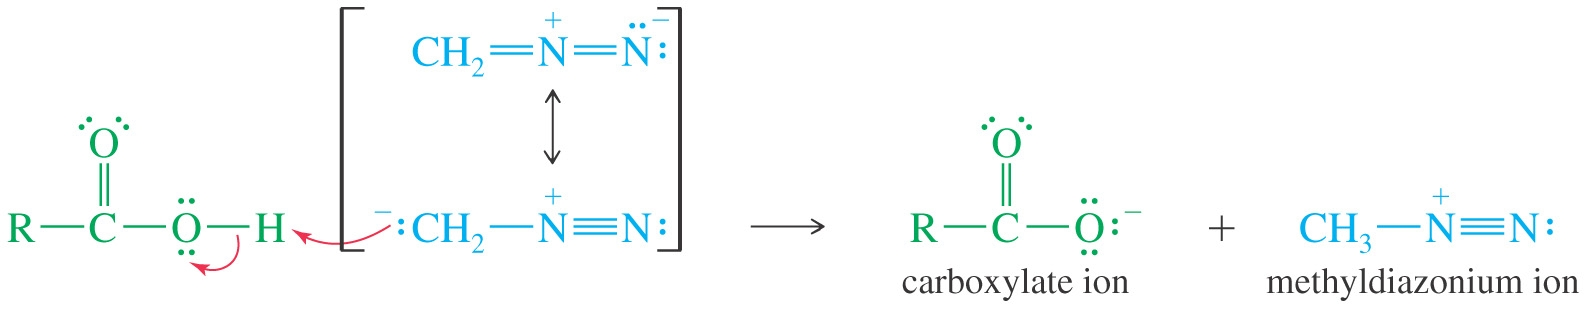 CH₂=N⁺=N̈:⁻
R—C(=Ö:)—Ö—H
⁻:CH₂—N⁺≡N:
→
R—C(=Ö:)—Ö:⁻
+
CH₃—N⁺≡N:
carboxylate ion
methyldiazonium ion